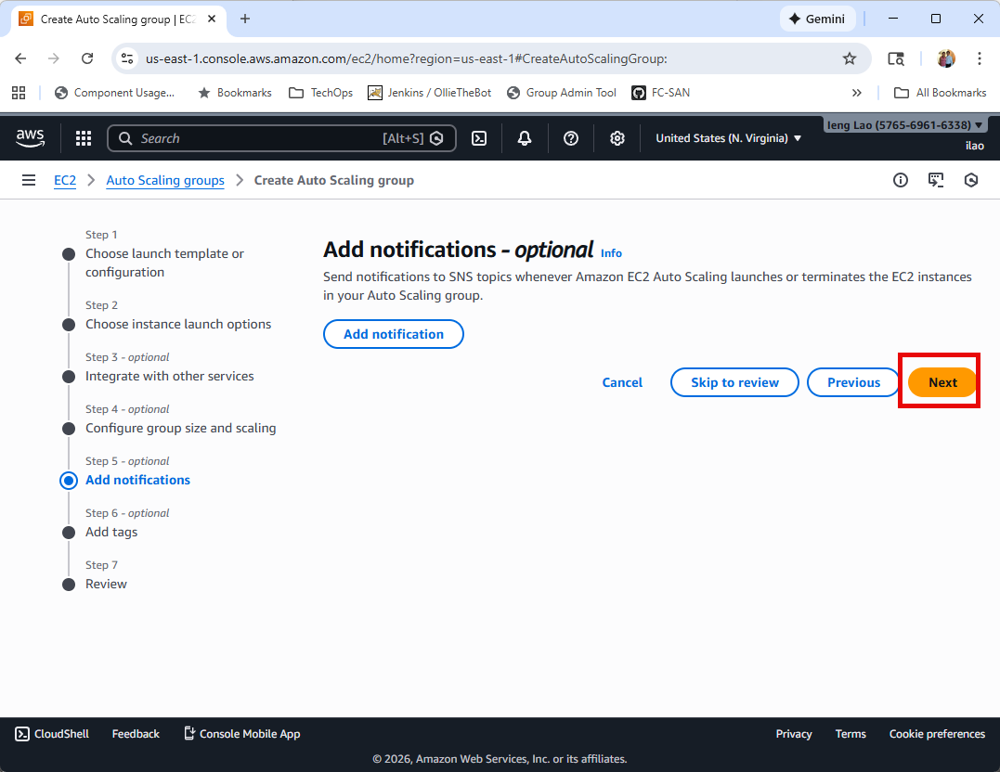 Create Auto Scaling group | EC2
Gemini
us-east-1.console.aws.amazon.com/ec2/home?region=us-east-1#CreateAutoScalingGroup:
Component Usage...
Bookmarks
TechOps
Jenkins / OllieTheBot
Group Admin Tool
FC-SAN
All Bookmarks
aws
Search
[Alt+S]
United States (N. Virginia)
Ieng Lao (5765-6961-6338)
ilao
EC2
Auto Scaling groups
Create Auto Scaling group
Step 1
Choose launch template or
configuration
Step 2
Choose instance launch options
Step 3 - optional
Integrate with other services
Step 4 - optional
Configure group size and scaling
Step 5 - optional
Add notifications
Step 6 - optional
Add tags
Step 7
Review
Add notifications - optional Info
Send notifications to SNS topics whenever Amazon EC2 Auto Scaling launches or terminates the EC2 instances
in your Auto Scaling group.
Add notification
Cancel
Skip to review
Previous
Next
CloudShell
Feedback
Console Mobile App
Privacy
Terms
Cookie preferences
© 2026, Amazon Web Services, Inc. or its affiliates.